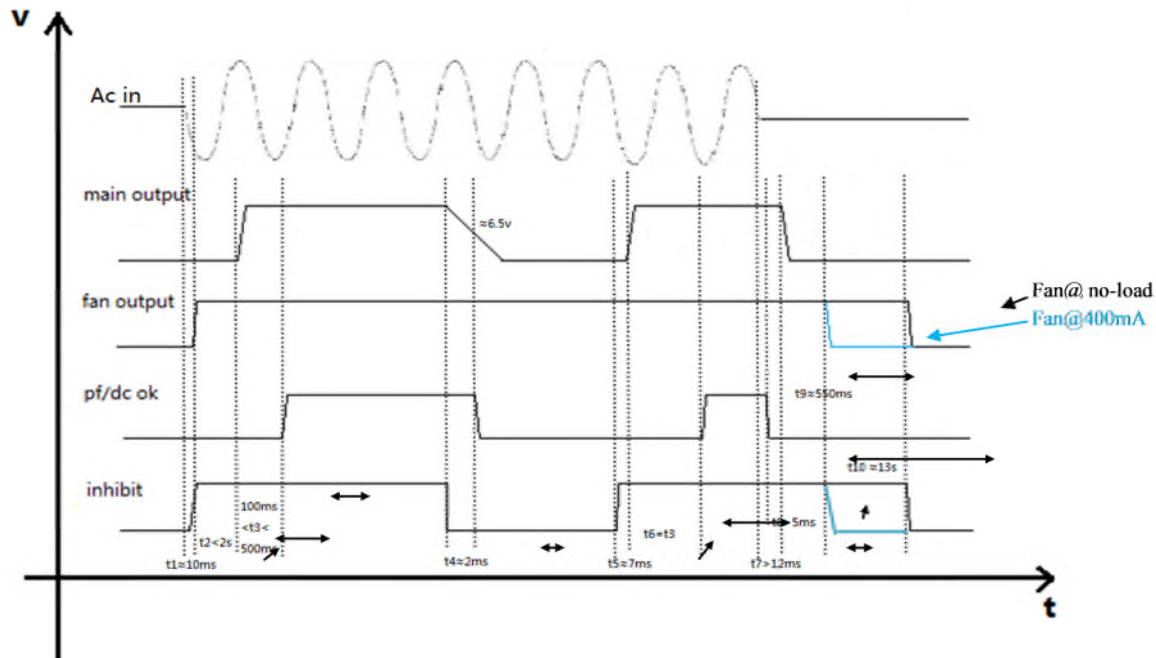 V
Ac in
main output
≈6.5v
fan output
Fan@ no-load
Fan@400mA
pf/dc ok
t9≈550ms
t10 ≈13s
inhibit
100ms
<t3<
500ms
t2<2s
t6=t3
5ms
t1≈10ms
t4≈2ms
t5≈7ms
t7>12ms
t